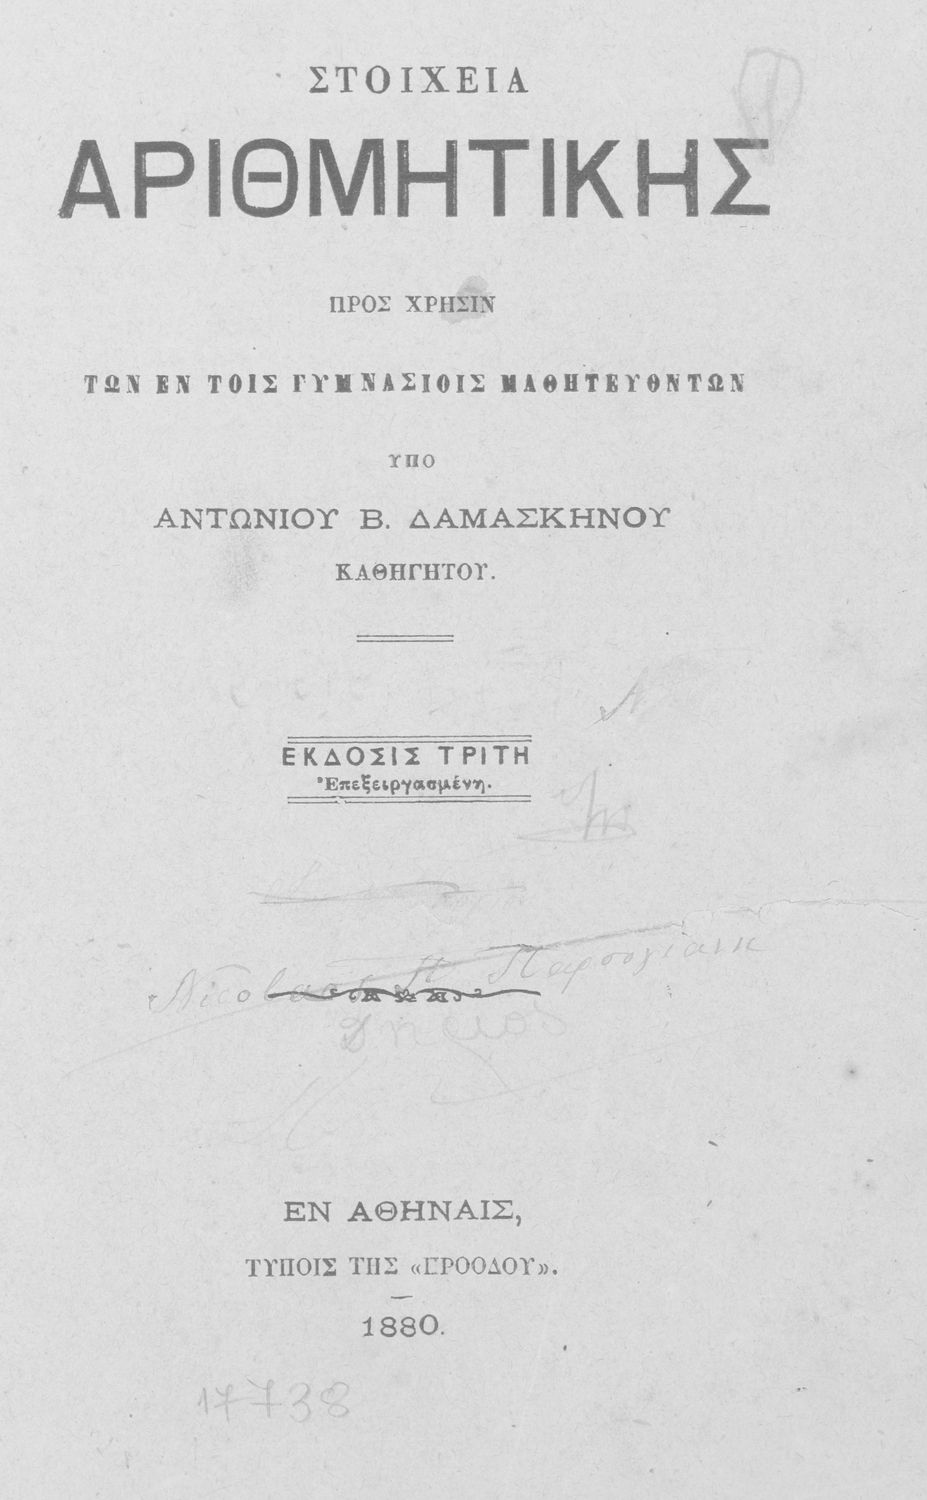 ΣΤΟΙΧΕΙΑ
ΑΡΙΘΜΗΤΙΚΗΣ
ΠΡΟΣ ΧΡΗΣΙΝ
ΤΩΝ ΕΝ ΤΟΙΣ ΓΥΜΝΑΣΙΟΙΣ ΜΑΘΗΤΕΥΟΝΤΩΝ
ΥΠΟ
ΑΝΤΩΝΙΟΥ Β. ΔΑΜΑΣΚΗΝΟΥ
ΚΑΘΗΓΗΤΟΥ.
ΕΚΔΟΣΙΣ ΤΡΙΤΗ
Ἐπεξειργασμένη.
ΕΝ ΑΘΗΝΑΙΣ,
ΤΥΠΟΙΣ ΤΗΣ «ΠΡΟΟΔΟΥ».
1880.
17738